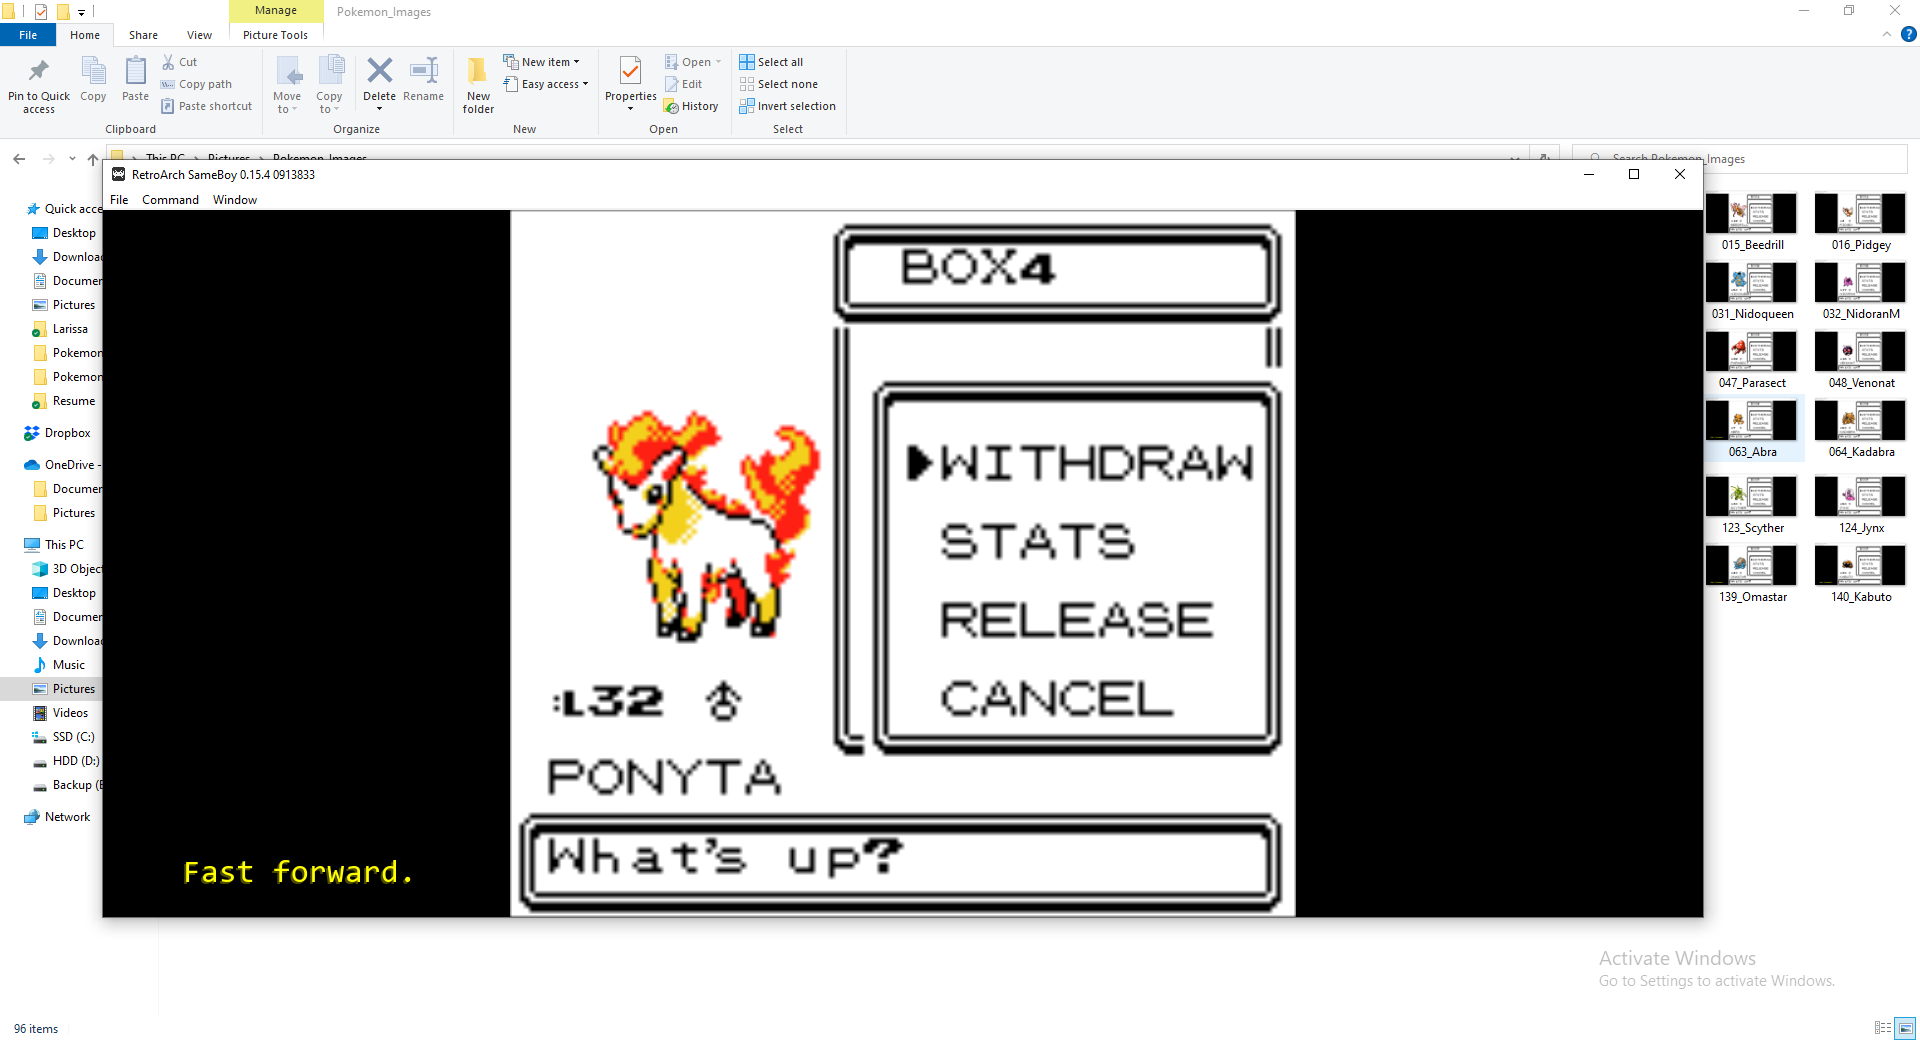 Manage
Pokemon_Images
File
Home
Share
View
Picture Tools
Pin to Quick access
Copy
Paste
Cut
Copy path
Paste shortcut
Clipboard
Move to
Copy to
Delete
Rename
Organize
New folder
New item
Easy access
New
Properties
Open
Edit
History
Open
Select all
Select none
Invert selection
Select
This PC
Pictures
Pokemon_Images
Search Pokemon_Images
RetroArch SameBoy 0.15.4 0913833
File
Command
Window
Quick acce
Desktop
Downloa
Documer
Pictures
Larissa
Pokemon
Pokemon
Resume
Dropbox
OneDrive -
Documer
Pictures
This PC
3D Objec
Desktop
Documer
Downloa
Music
Pictures
Videos
SSD (C:)
HDD (D:)
Backup (E
Network
BOX4
WITHDRAW
STATS
RELEASE
CANCEL
:L32 ♂
PONYTA
What's up?
Fast forward.
015_Beedrill
016_Pidgey
031_Nidoqueen
032_NidoranM
047_Parasect
048_Venonat
063_Abra
064_Kadabra
123_Scyther
124_Jynx
139_Omastar
140_Kabuto
Activate Windows
Go to Settings to activate Windows.
96 items